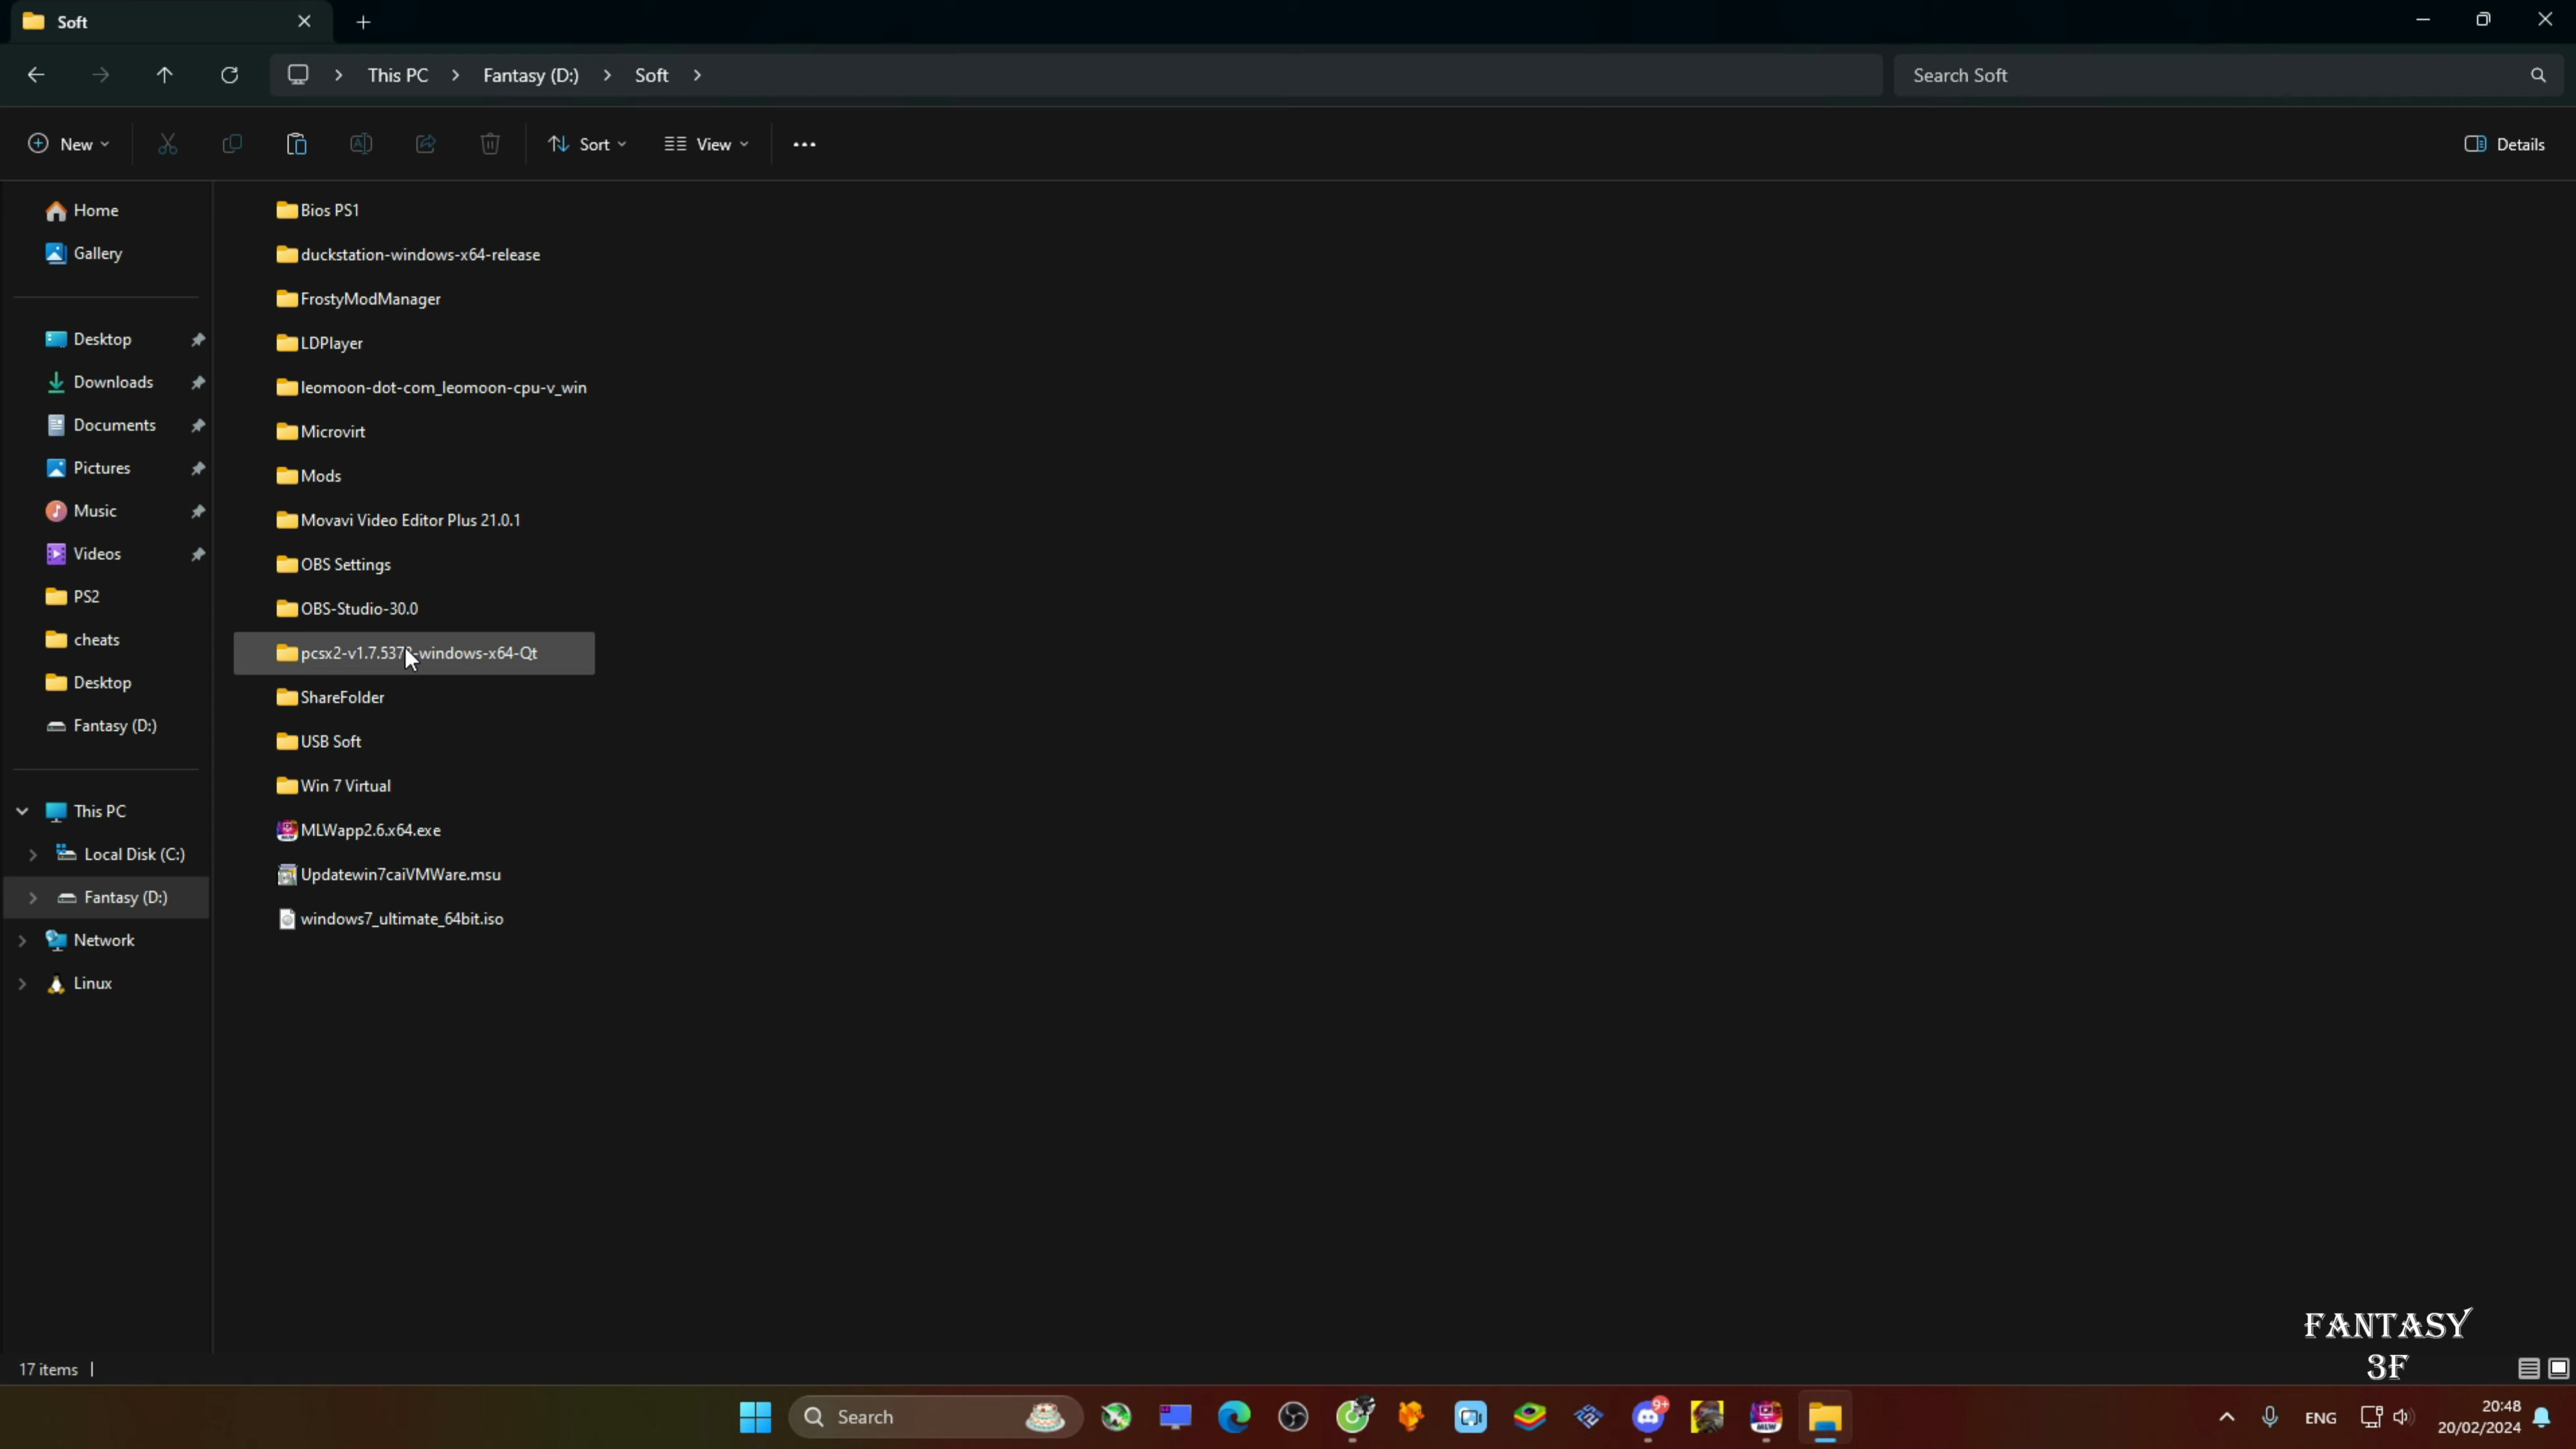 Soft
This PC
Fantasy (D:)
Soft
Search Soft
New
Sort
View
Details
Home
Gallery
Desktop
Downloads
Documents
Pictures
Music
Videos
PS2
cheats
Desktop
Fantasy (D:)
This PC
Local Disk (C:)
Fantasy (D:)
Network
Linux
Bios PS1
duckstation-windows-x64-release
FrostyModManager
LDPlayer
leomoon-dot-com_leomoon-cpu-v_win
Microvirt
Mods
Movavi Video Editor Plus 21.0.1
OBS Settings
OBS-Studio-30.0
ShareFolder
USB Soft
Win 7 Virtual
MLWapp2.6.x64.exe
Updatewin7caiVMWare.msu
windows7_ultimate_64bit.iso
FANTASY
3F
17 items
Search
9+
MLW
ENG
20:48
20/02/2024